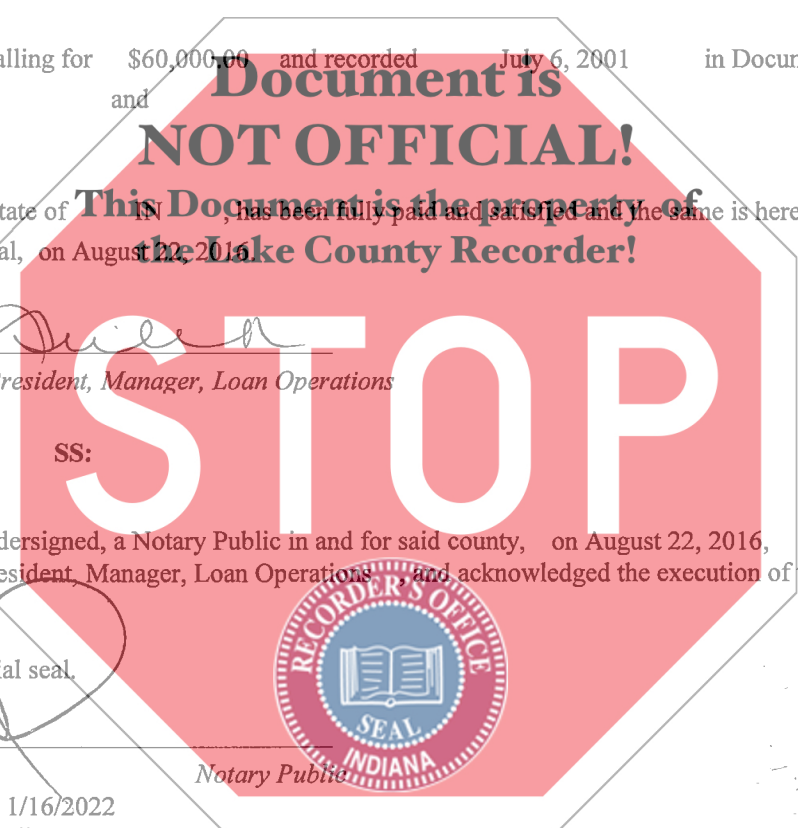 alling for $60,000.00 and recorded July 6, 2001 in Docum
and
Document is
NOT OFFICIAL!
This Document is the property of
the Lake County Recorder!
tate of IN , has been fully paid and satisfied and the same is here
al, on August 22, 2016.
STOP
President, Manager, Loan Operations
SS:
dersigned, a Notary Public in and for said county, on August 22, 2016,
esident, Manager, Loan Operations , and acknowledged the execution of
RECORDER'S OFFICE
SEAL
INDIANA
ial seal.
Notary Public
1/16/2022